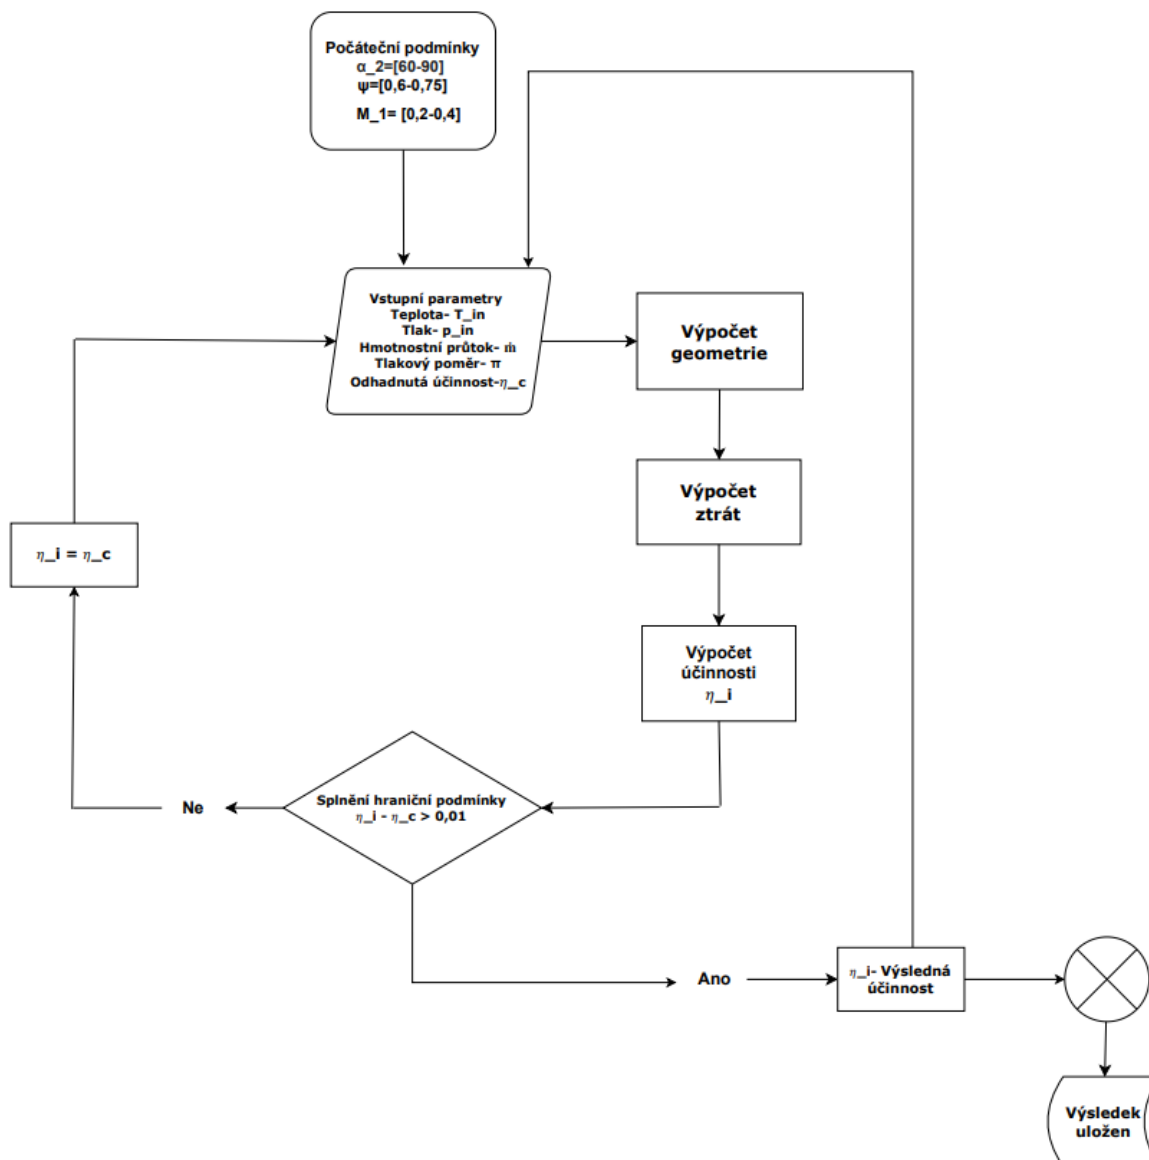 Počáteční podmínky
α_2=[60-90]
ψ=[0,6-0,75]
M_1= [0,2-0,4]
Vstupní parametry
Teplota- T_in
Tlak- p_in
Hmotnostní průtok- ṁ
Tlakový poměr- π
Odhadnutá účinnost-η_c
Výpočet
geometrie
Výpočet
ztrát
η_i = η_c
Výpočet
účinnosti
η_i
Splnění hraniční podmínky
η_i - η_c > 0,01
Ne
Ano
η_i- Výsledná
účinnost
Výsledek
uložen